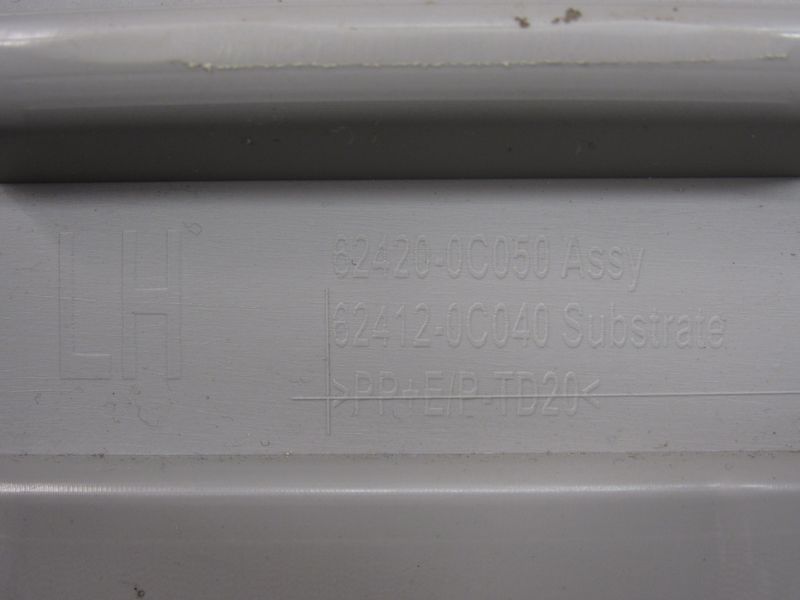 LH
62420-0C050 Assy
62412-0C040 Substrate
>PP+E/P-TD20<